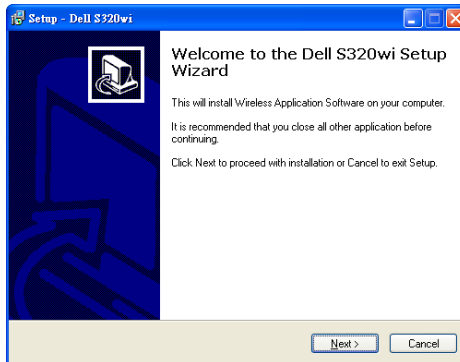 Setup - Dell S320wi
Welcome to the Dell S320wi Setup
Wizard
This will install Wireless Application Software on your computer.
It is recommended that you close all other application before
continuing.
Click Next to proceed with installation or Cancel to exit Setup.
Next >
Cancel